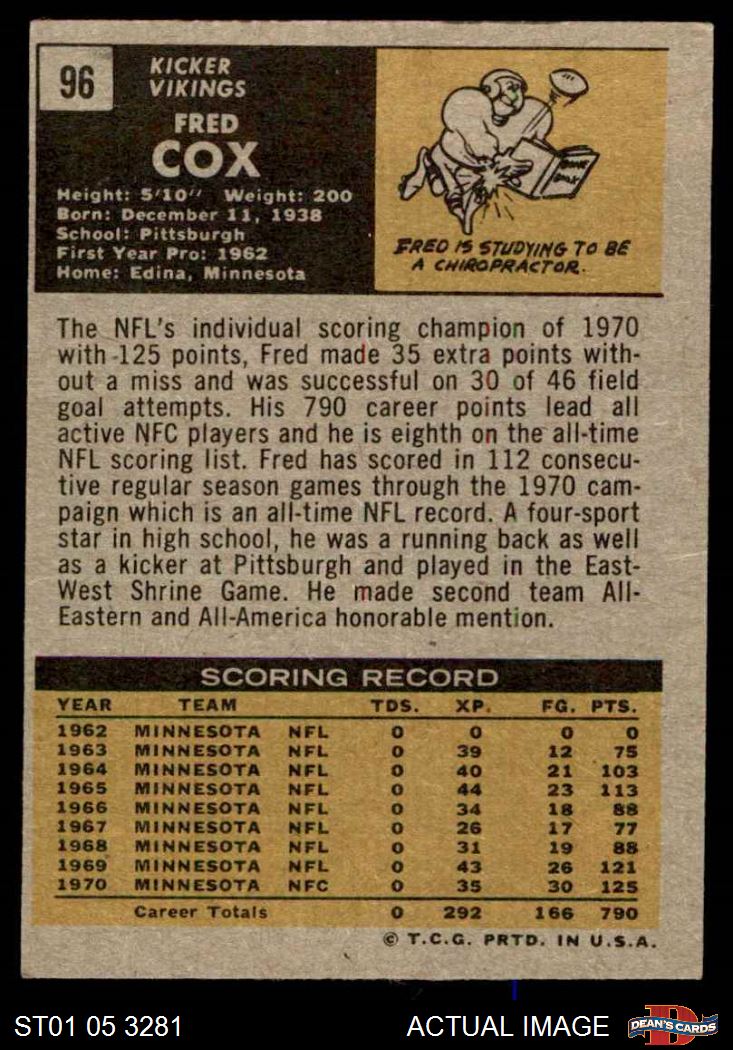 96
KICKER
VIKINGS
FRED
COX
Height: 5'10" Weight: 200
Born: December 11, 1938
School: Pittsburgh
First Year Pro: 1962
Home: Edina, Minnesota
FRED IS STUDYING TO BE
A CHIROPRACTOR.
The NFL's individual scoring champion of 1970
with 125 points, Fred made 35 extra points with-
out a miss and was successful on 30 of 46 field
goal attempts. His 790 career points lead all
active NFC players and he is eighth on the all-time
NFL scoring list. Fred has scored in 112 consecu-
tive regular season games through the 1970 cam-
paign which is an all-time NFL record. A four-sport
star in high school, he was a running back as well
as a kicker at Pittsburgh and played in the East-
West Shrine Game. He made second team All-
Eastern and All-America honorable mention.
SCORING RECORD
YEAR TEAM TDS. XP. FG. PTS.
1962 MINNESOTA NFL 0 0 0 0
1963 MINNESOTA NFL 0 39 12 75
1964 MINNESOTA NFL 0 40 21 103
1965 MINNESOTA NFL 0 44 23 113
1966 MINNESOTA NFL 0 34 18 88
1967 MINNESOTA NFL 0 26 17 77
1968 MINNESOTA NFL 0 31 19 88
1969 MINNESOTA NFL 0 43 26 121
1970 MINNESOTA NFC 0 35 30 125
Career Totals 0 292 166 790
© T.C.G. PRTD. IN U.S.A.
ST01 05 3281 ACTUAL IMAGE
D
DEAN'S CARDS